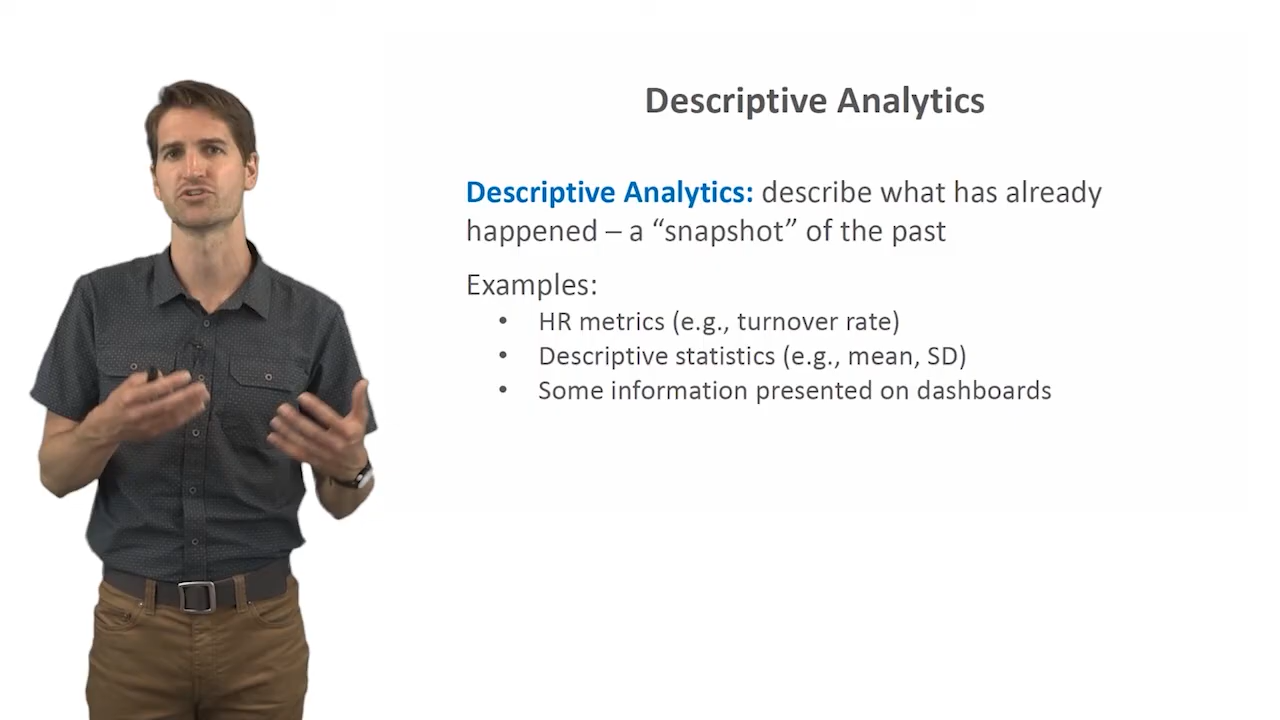 Descriptive Analytics
Descriptive Analytics: describe what has already
happened – a “snapshot” of the past
Examples:
• HR metrics (e.g., turnover rate)
• Descriptive statistics (e.g., mean, SD)
• Some information presented on dashboards